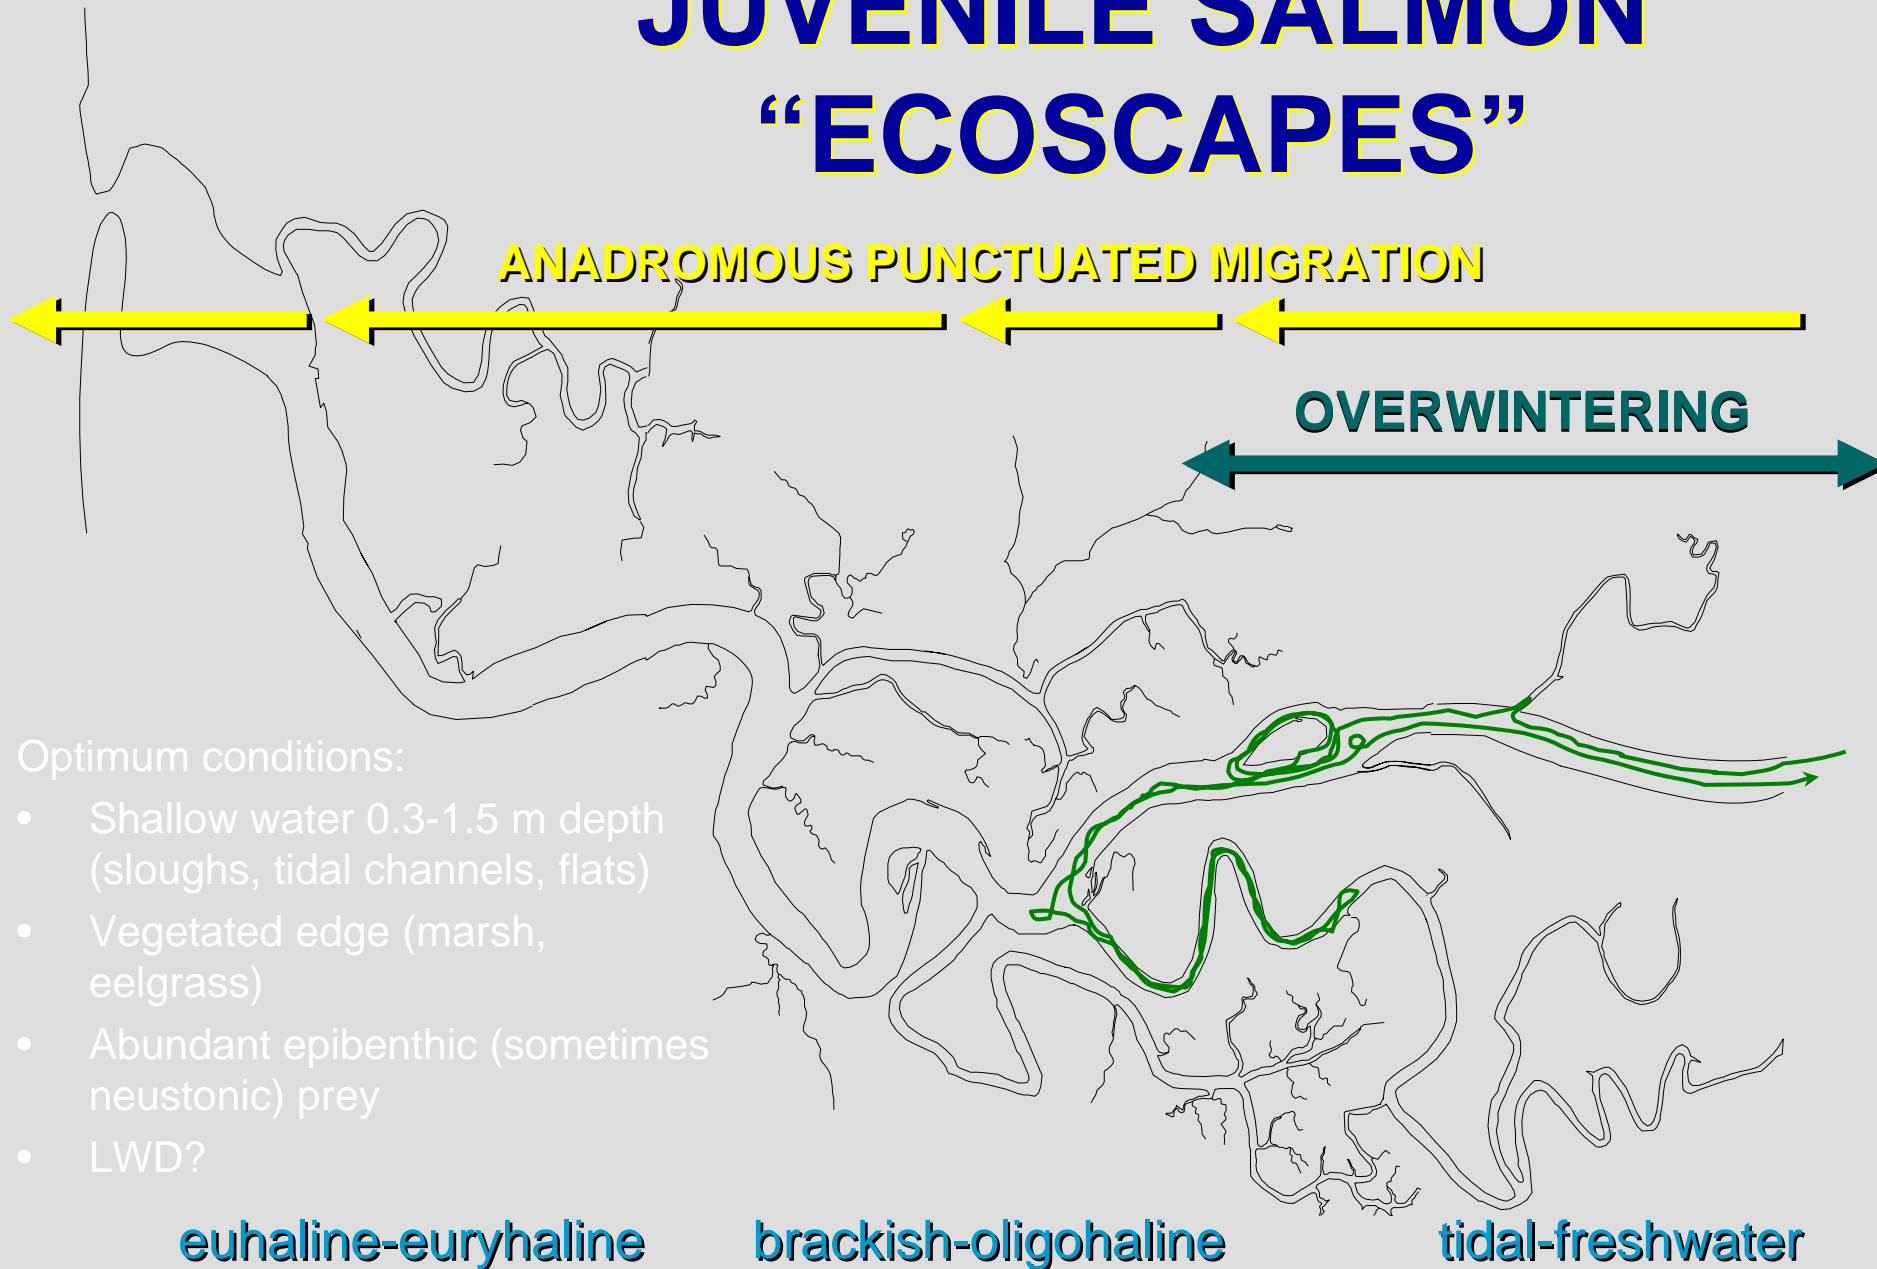 JUVENILE SALMON
“ECOSCAPES”
ANADROMOUS PUNCTUATED MIGRATION
OVERWINTERING
Optimum conditions:
• Shallow water 0.3-1.5 m depth
(sloughs, tidal channels, flats)
• Vegetated edge (marsh,
eelgrass)
• Abundant epibenthic (sometimes
neustonic) prey
• LWD?
euhaline-euryhaline brackish-oligohaline tidal-freshwater